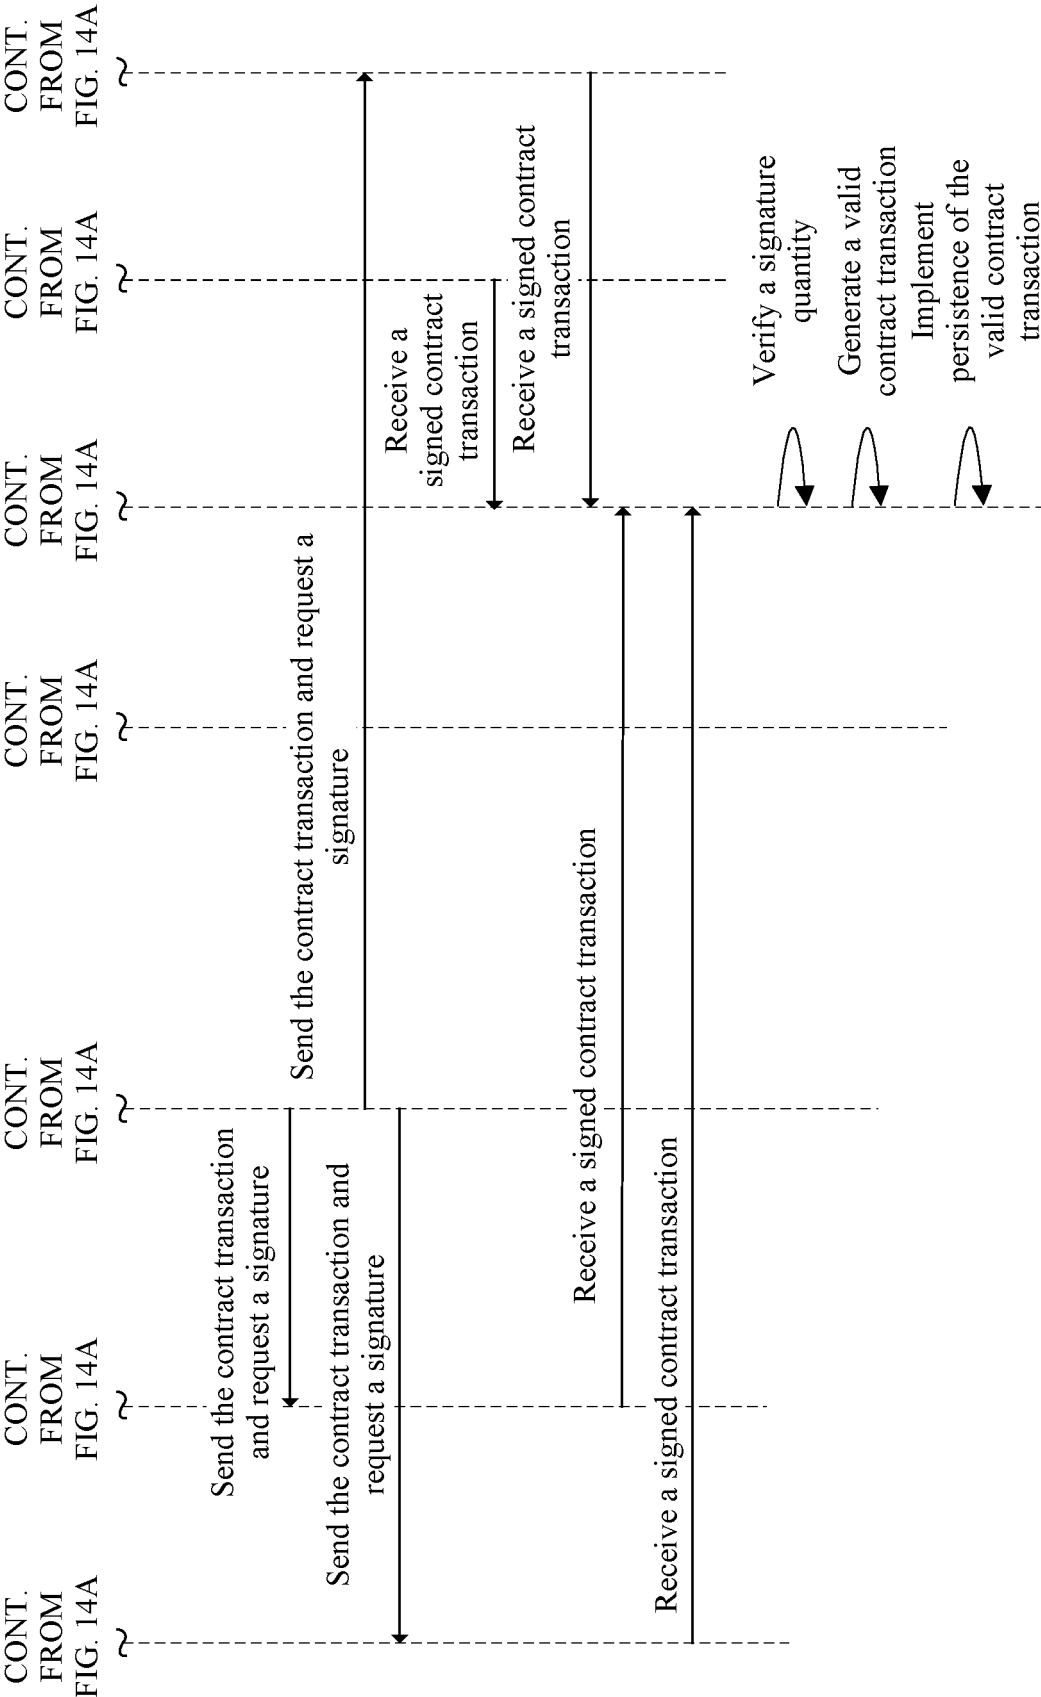 CONT.
FROM
FIG. 14A
CONT.
FROM
FIG. 14A
CONT.
FROM
FIG. 14A
CONT.
FROM
FIG. 14A
CONT.
FROM
FIG. 14A
CONT.
FROM
FIG. 14A
CONT.
FROM
FIG. 14A
Send the contract transaction
and request a signature
Send the contract transaction and request a
signature
Send the contract transaction and
request a signature
Receive a
signed contract
transaction
Receive a signed contract
transaction
Receive a signed contract transaction
Receive a signed contract transaction
Verify a signature
quantity
Generate a valid
contract transaction
Implement
persistence of the
valid contract
transaction